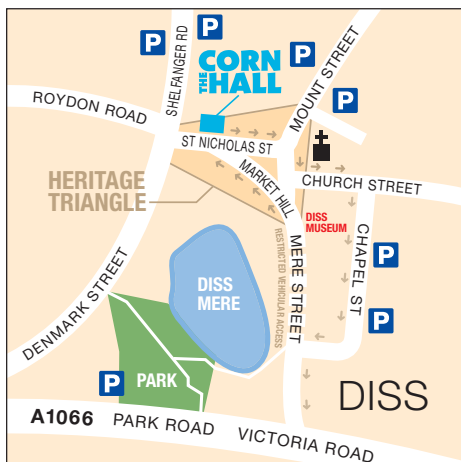 P
P
P
P
SHELFANGER RD
CORN
THE HALL
MOUNT STREET
ROYDON ROAD
ST NICHOLAS ST
HERITAGE
TRIANGLE
MARKET HILL
CHURCH STREET
DISS
MUSEUM
RESTRICTED VEHICULAR ACCESS
MERE STREET
CHAPEL ST
P
P
DISS
MERE
DENMARK STREET
P
PARK
DISS
A1066 PARK ROAD VICTORIA ROAD